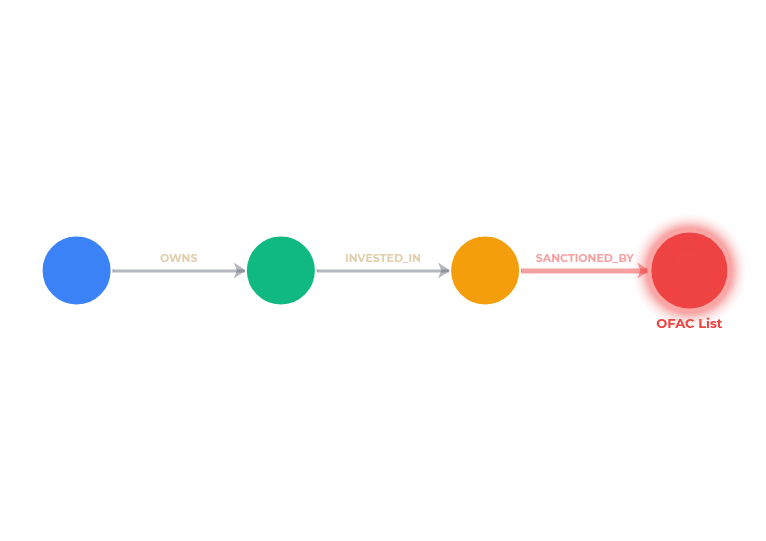 OWNS
INVESTED_IN
SANCTIONED_BY
OFAC List